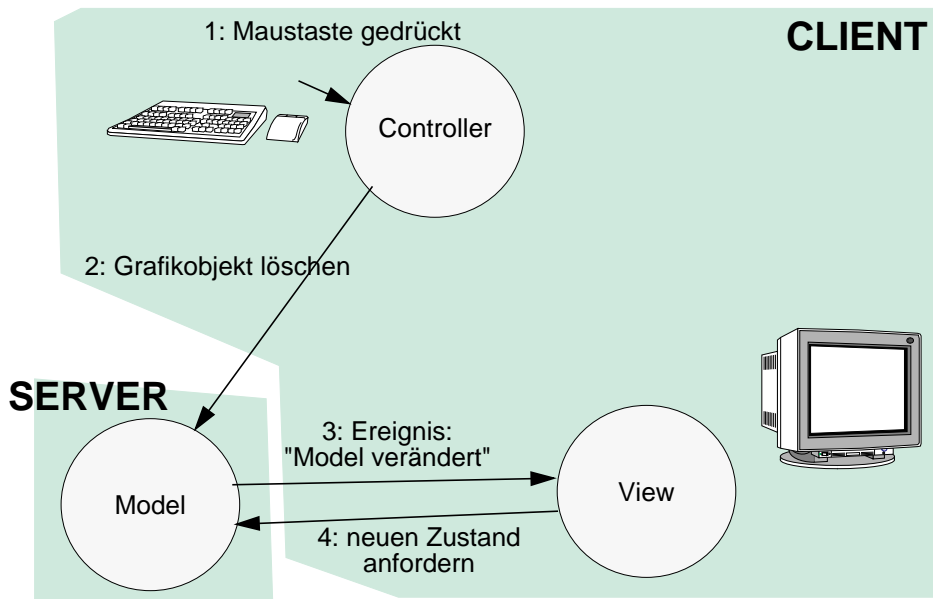 1: Maustaste gedrückt
CLIENT
Controller
2: Grafikobjekt löschen
SERVER
3: Ereignis:
"Model verändert"
Model
View
4: neuen Zustand
anfordern